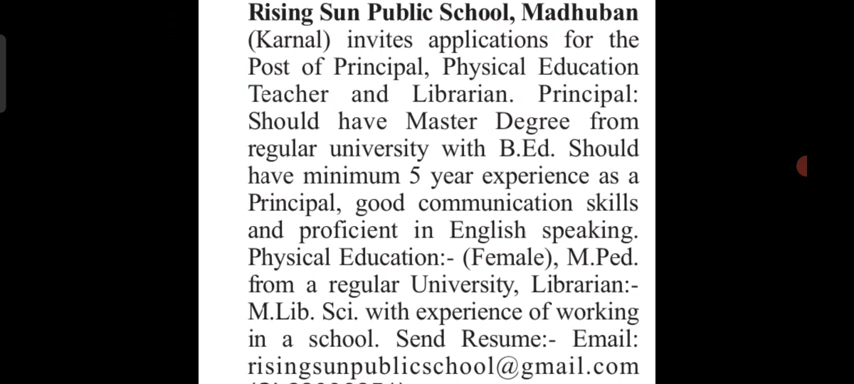 Rising Sun Public School, Madhuban
(Karnal) invites applications for the
Post of Principal, Physical Education
Teacher and Librarian. Principal:
Should have Master Degree from
regular university with B.Ed. Should
have minimum 5 year experience as a
Principal, good communication skills
and proficient in English speaking.
Physical Education:- (Female), M.Ped.
from a regular University, Librarian:-
M.Lib. Sci. with experience of working
in a school. Send Resume:- Email:
risingsunpublicschool@gmail.com